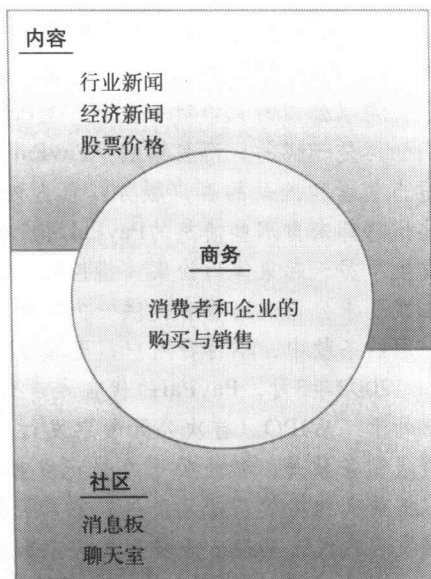 内容
行业新闻
经济新闻
股票价格
商务
消费者和企业的
购买与销售
社区
消息板
聊天室